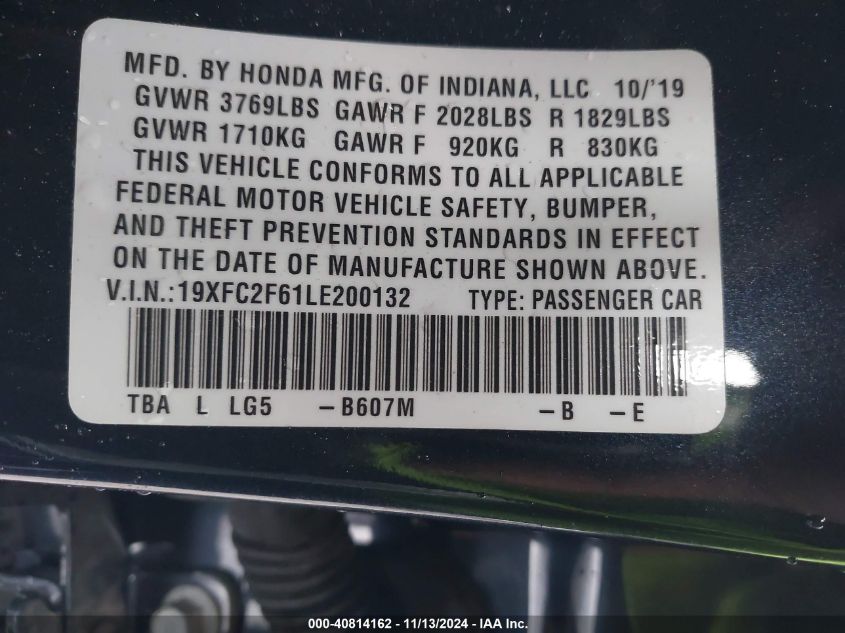 MFD. BY HONDA MFG. OF INDIANA, LLC 10/'19
GVWR 3769LBS GAWR F 2028LBS R 1829LBS
GVWR 1710KG GAWR F 920KG R 830KG
THIS VEHICLE CONFORMS TO ALL APPLICABLE
FEDERAL MOTOR VEHICLE SAFETY, BUMPER,
AND THEFT PREVENTION STANDARDS IN EFFECT
ON THE DATE OF MANUFACTURE SHOWN ABOVE.
V.I.N.:19XFC2F61LE200132 TYPE: PASSENGER CAR
TBA L LG5 -B607M -B -E
000-40814162 - 11/13/2024 - IAA Inc.